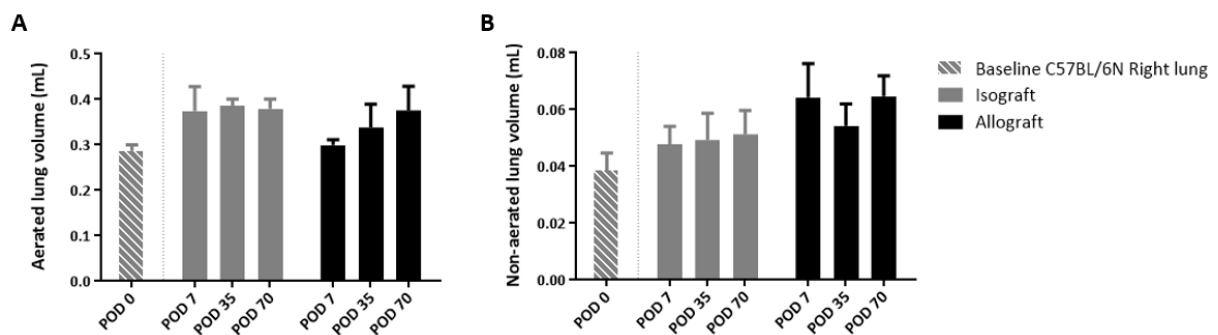 A
Aerated lung volume (mL)
0.5
0.4
0.3
0.2
0.1
0.0
POD 0
POD 7
POD 35
POD 70
POD 7
POD 35
POD 70
B
Non-aerated lung volume (mL)
0.08
0.06
0.04
0.02
0.00
POD 0
POD 7
POD 35
POD 70
POD 7
POD 35
POD 70
Baseline C57BL/6N Right lung
Isograft
Allograft